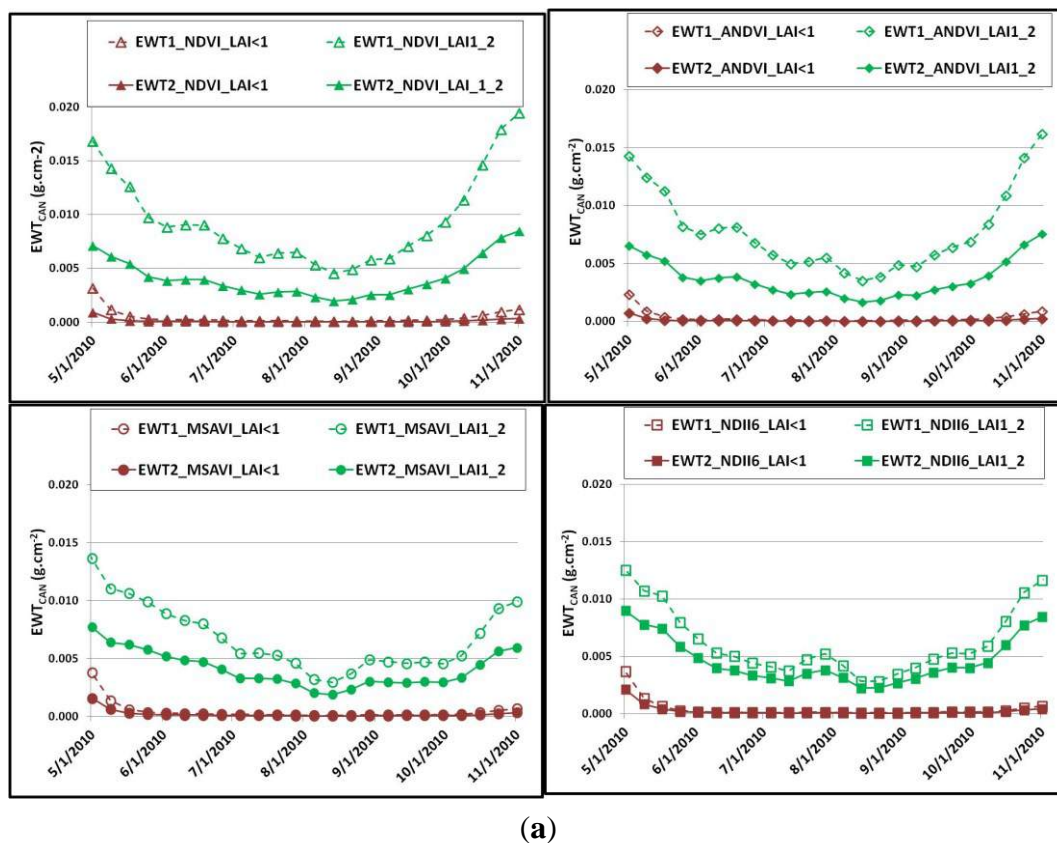 EWT1_NDVI_LAI<1 EWT1_NDVI_LAI1_2
EWT2_NDVI_LAI<1 EWT2_NDVI_LAI_1_2
EWTCAN (g.cm-2)
0.020
0.015
0.010
0.005
0.000
5/1/2010 6/1/2010 7/1/2010 8/1/2010 9/1/2010 10/1/2010 11/1/2010
EWT1_ANDVI_LAI<1 EWT1_ANDVI_LAI1_2
EWT2_ANDVI_LAI<1 EWT2_ANDVI_LAI1_2
EWTCAN (g.cm-2)
0.020
0.015
0.010
0.005
0.000
5/1/2010 6/1/2010 7/1/2010 8/1/2010 9/1/2010 10/1/2010 11/1/2010
EWT1_MSAVI_LAI<1 EWT1_MSAVI_LAI1_2
EWT2_MSAVI_LAI<1 EWT2_MSAVI_LAI1_2
EWTCAN (g.cm-2)
0.020
0.015
0.010
0.005
0.000
5/1/2010 6/1/2010 7/1/2010 8/1/2010 9/1/2010 10/1/2010 11/1/2010
EWT1_NDII6_LAI<1 EWT1_NDII6_LAI1_2
EWT2_NDII6_LAI<1 EWT2_NDII6_LAI1_2
EWTCAN (g.cm-2)
0.020
0.015
0.010
0.005
0.000
5/1/2010 6/1/2010 7/1/2010 8/1/2010 9/1/2010 10/1/2010 11/1/2010
(a)